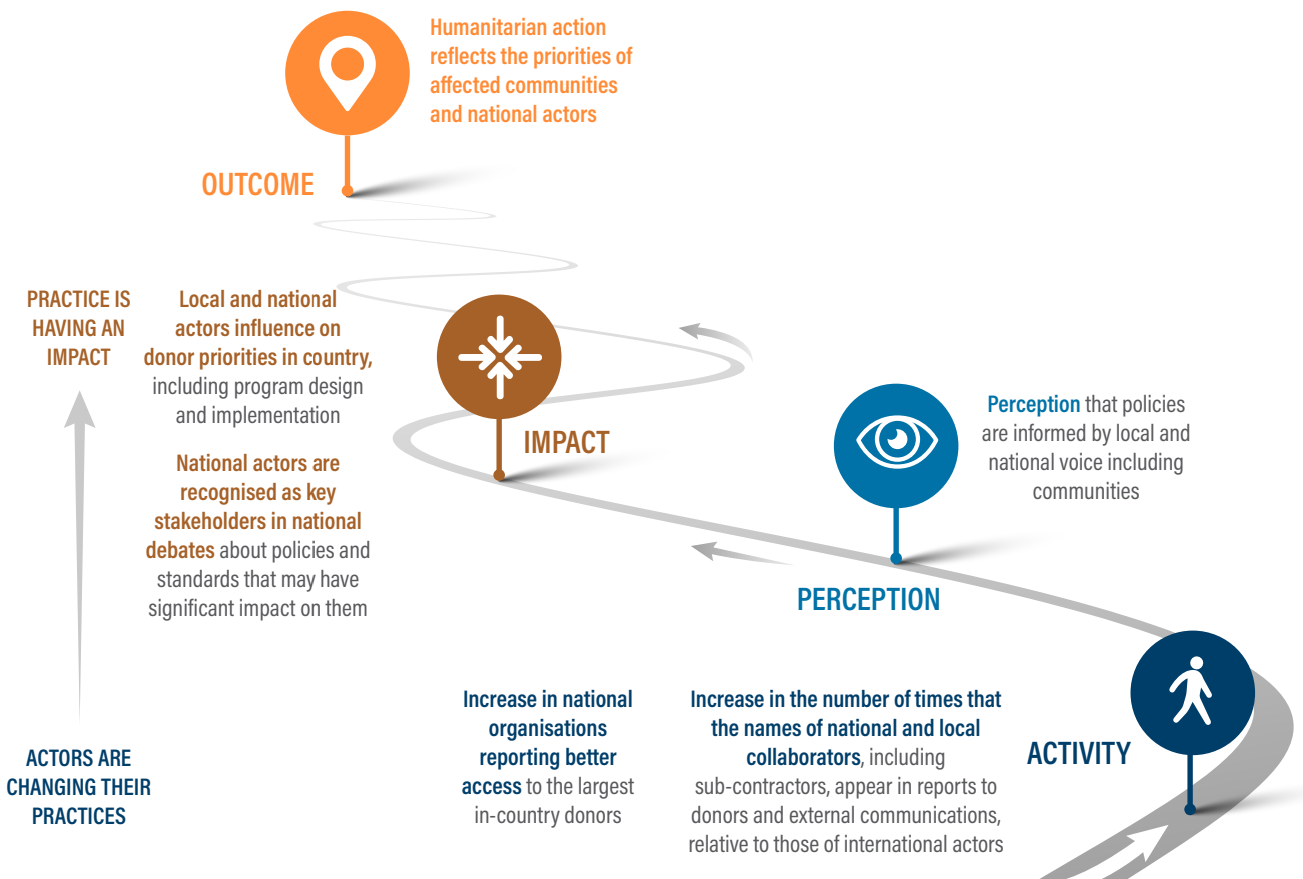 Humanitarian action
reflects the priorities of
affected communities
and national actors
OUTCOME
PRACTICE IS
HAVING AN
IMPACT
Local and national
actors influence on
donor priorities in country,
including program design
and implementation
National actors are
recognised as key
stakeholders in national
debates about policies and
standards that may have
significant impact on them
IMPACT
Perception that policies
are informed by local and
national voice including
communities
PERCEPTION
ACTORS ARE
CHANGING THEIR
PRACTICES
Increase in national
organisations
reporting better
access to the largest
in-country donors
Increase in the number of times that
the names of national and local
collaborators, including
sub-contractors, appear in reports to
donors and external communications,
relative to those of international actors
ACTIVITY